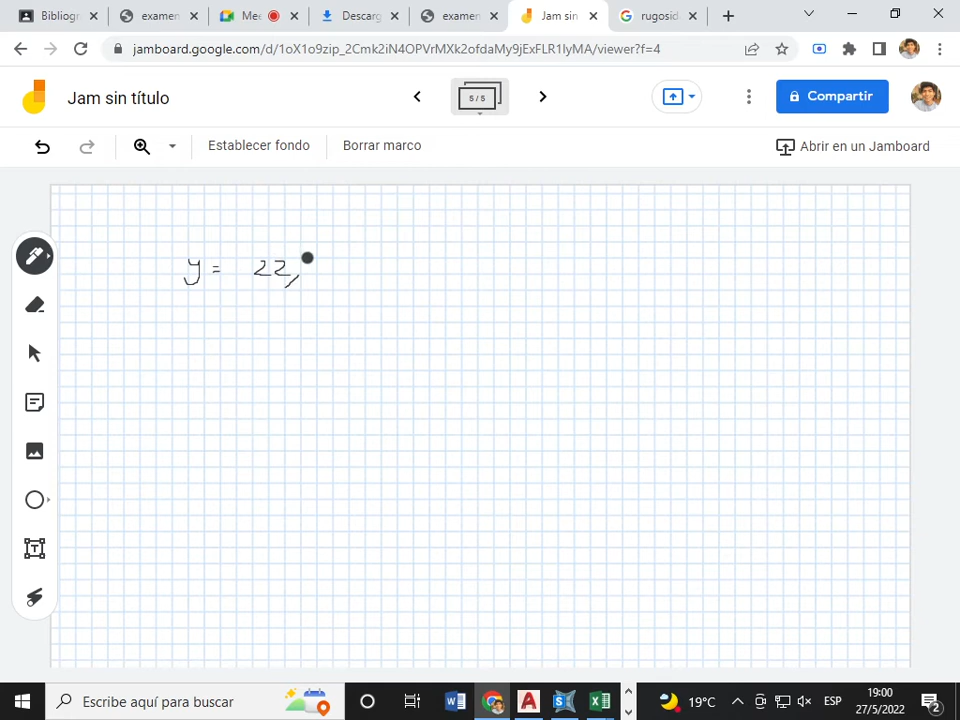 Bibliogr
examen
Mee
Descarg
examen
Jam sin
rugosid
jamboard.google.com/d/1oX1o9zip_2Cmk2iN4OPVrMXk2ofdaMy9jExFLR1lyMA/viewer?f=4
Jam sin título
5 / 5
Compartir
Establecer fondo
Borrar marco
Abrir en un Jamboard
y = 22,
Escribe aquí para buscar
19°C
ESP
19:00
27/5/2022
2